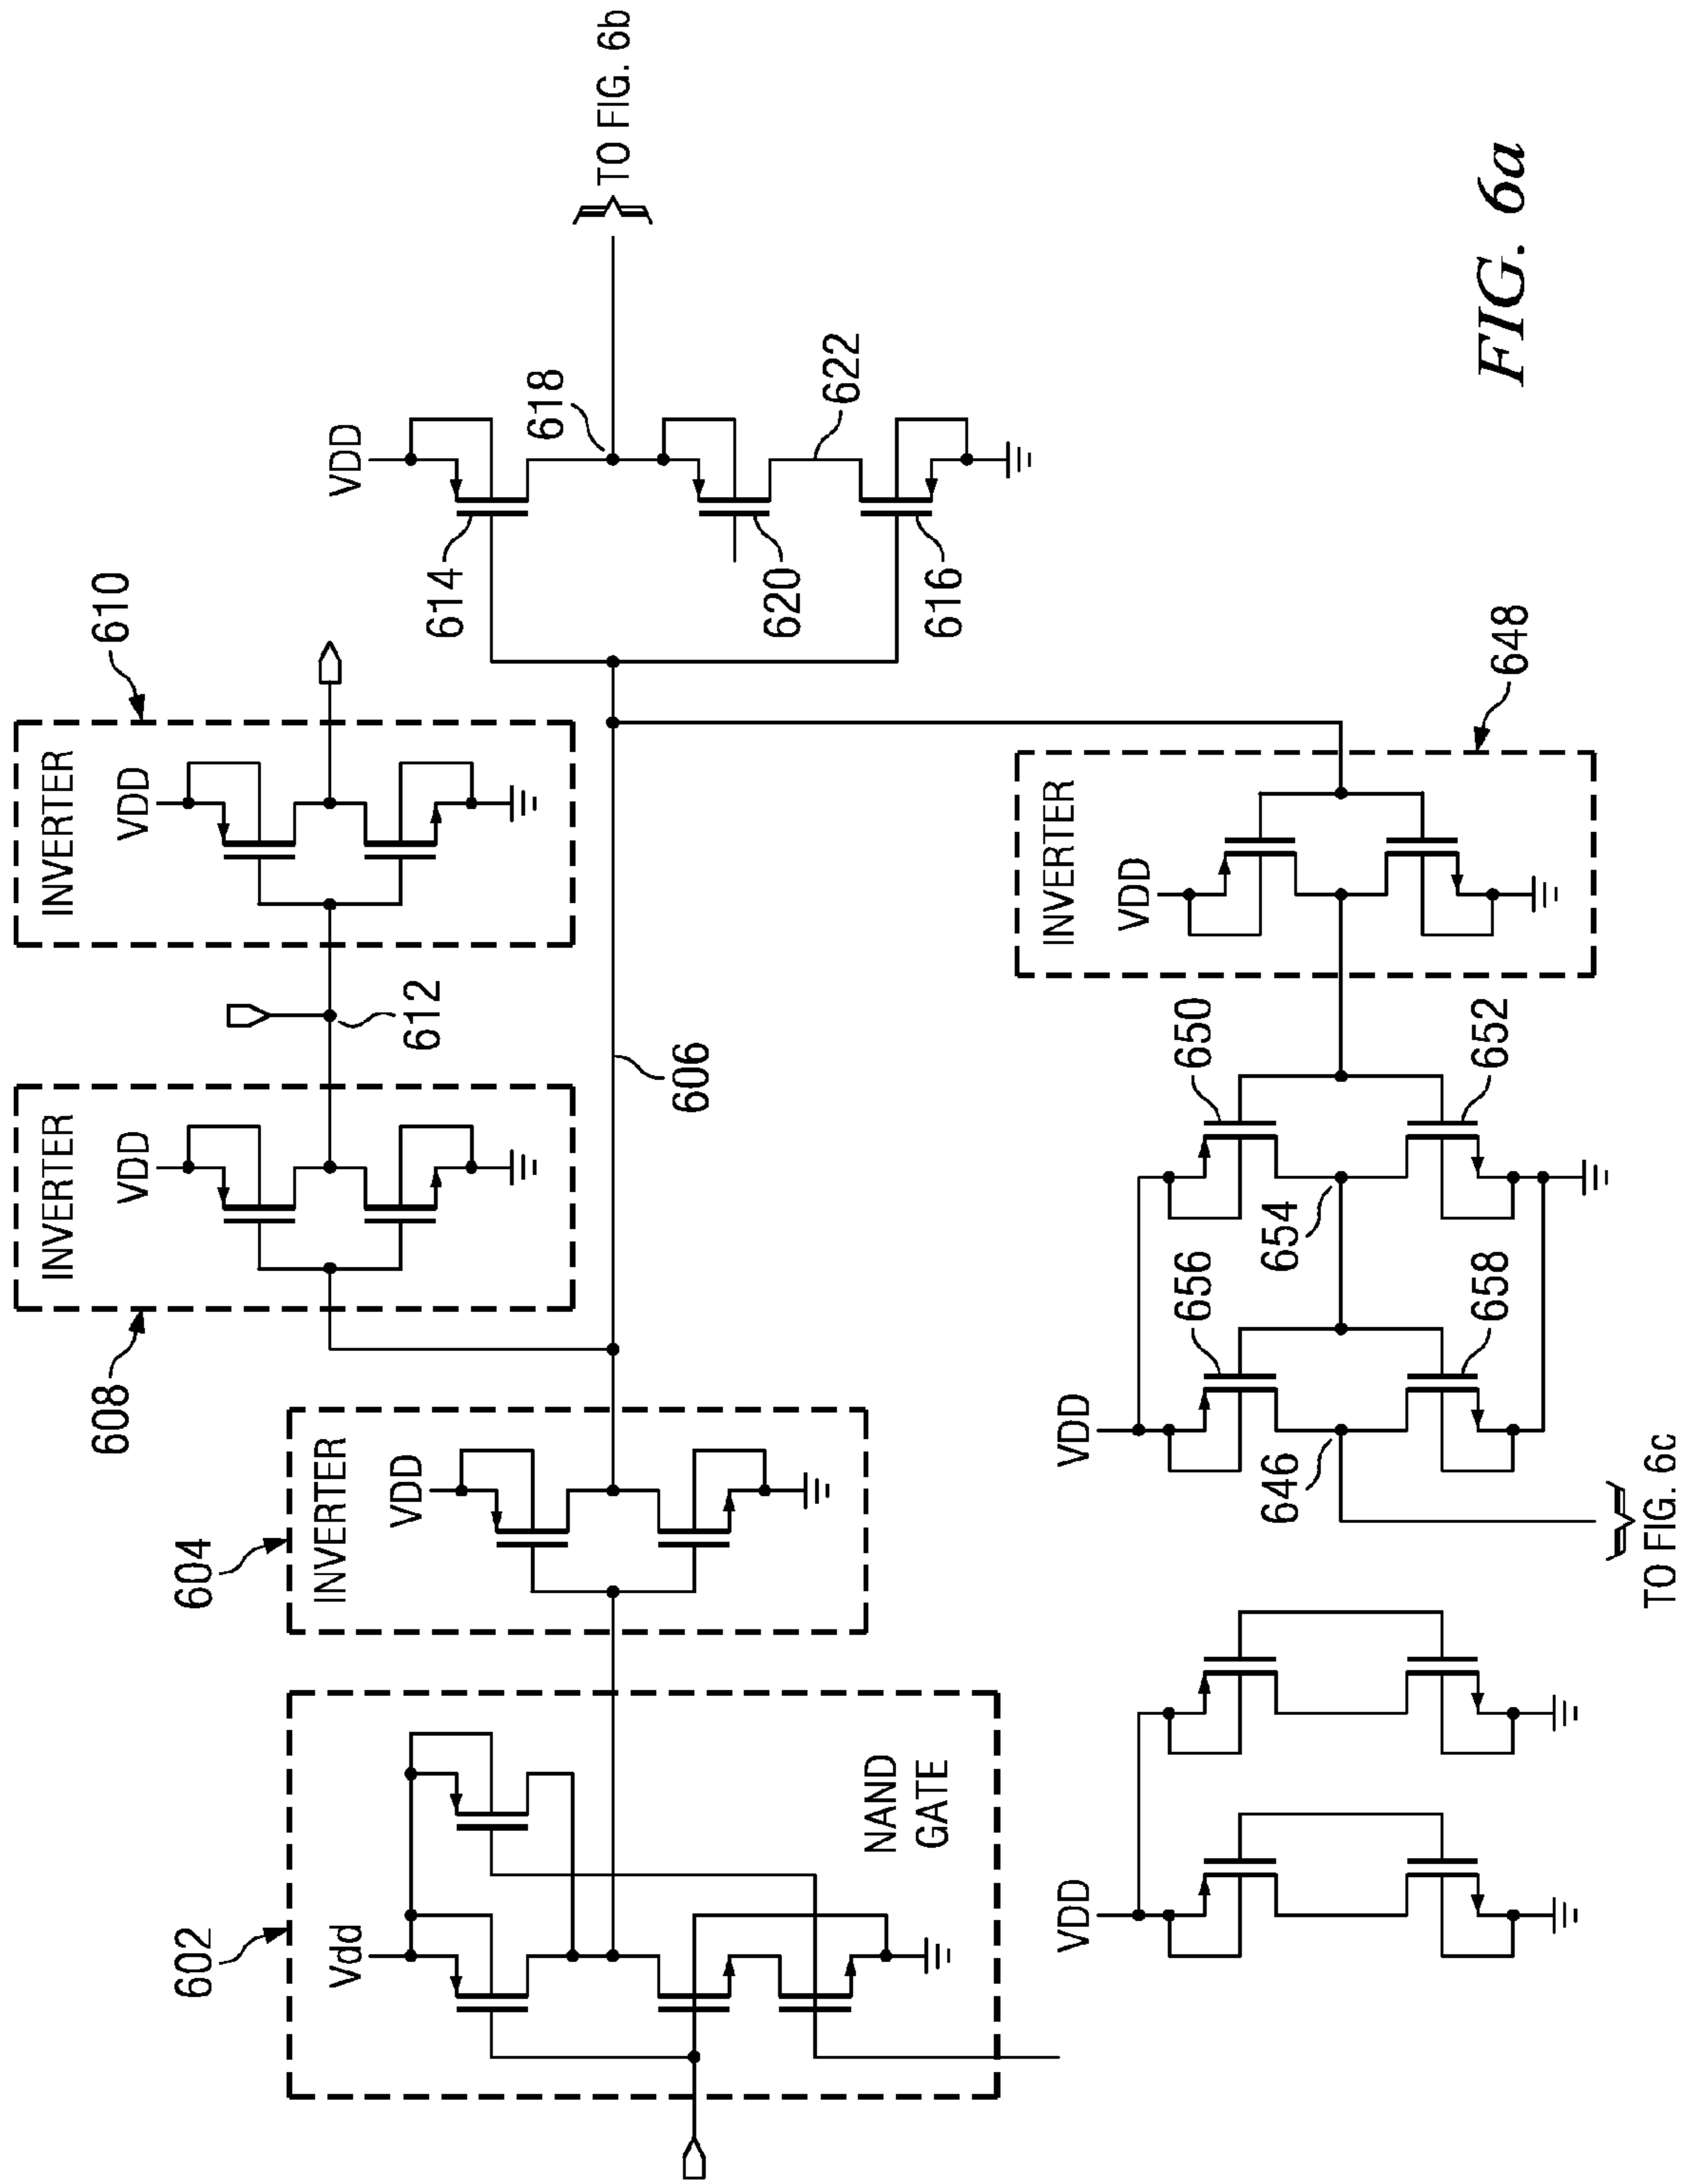 602
Vdd
NAND
GATE
604
INVERTER
VDD
608
INVERTER
VDD
612
606
610
INVERTER
VDD
VDD
614
618
620
622
616
TO FIG. 6b
648
INVERTER
VDD
650
652
654
656
658
VDD
646
TO FIG. 6c
VDD
FIG. 6a